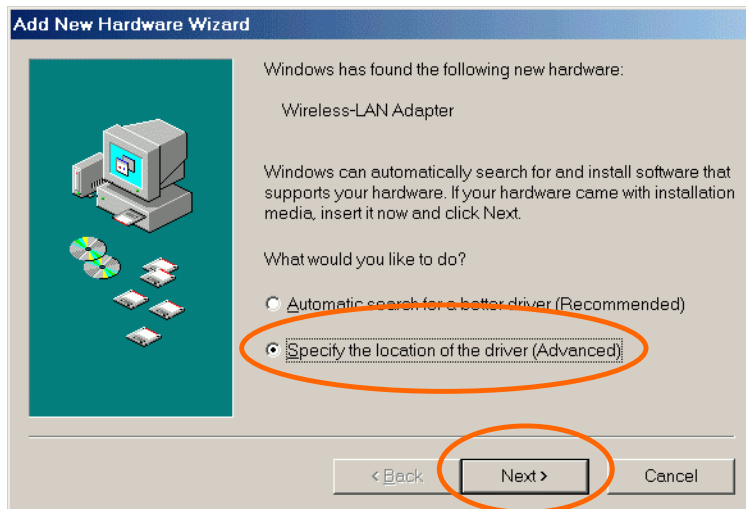 Add New Hardware Wizard
Windows has found the following new hardware:
Wireless-LAN Adapter
Windows can automatically search for and install software that
supports your hardware. If your hardware came with installation
media, insert it now and click Next.
What would you like to do?
Automatic search for a better driver (Recommended)
Specify the location of the driver (Advanced)
< Back
Next >
Cancel